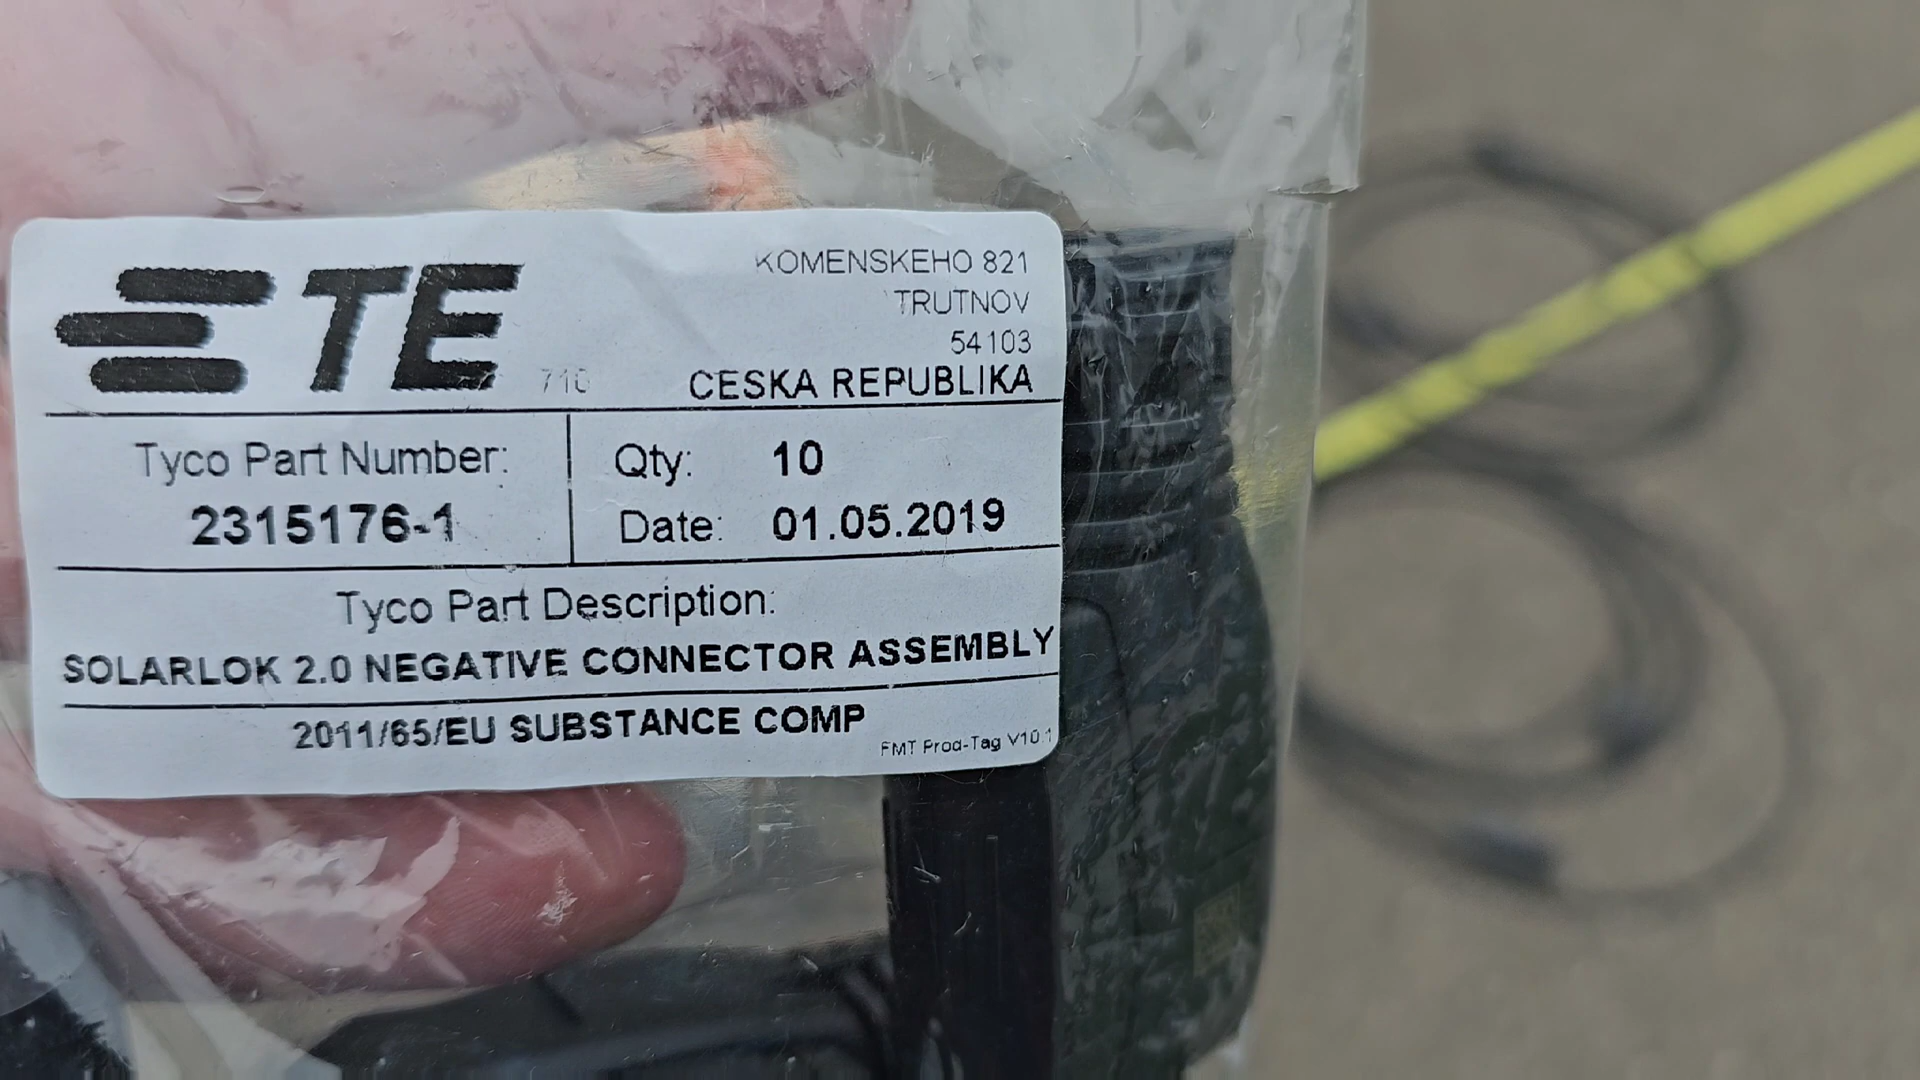 TE
KOMENSKEHO 821
TRUTNOV
54103
710
CESKA REPUBLIKA
Tyco Part Number:
2315176-1
Qty: 10
Date: 01.05.2019
Tyco Part Description:
SOLARLOK 2.0 NEGATIVE CONNECTOR ASSEMBLY
2011/65/EU SUBSTANCE COMP
FMT Prod-Tag V10.1